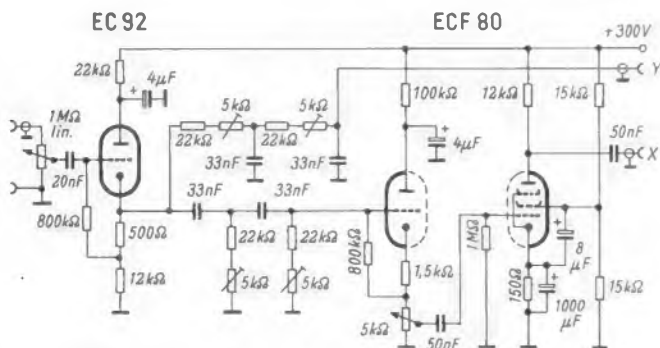 EC 92
ECF 80
+300V
Y
22kΩ
4μF
5kΩ
5kΩ
100kΩ
12kΩ
15kΩ
1MΩ
lin.
22kΩ
22kΩ
4μF
50nF
X
33nF
33nF
20nF
33nF
33nF
800kΩ
500Ω
22kΩ
22kΩ
800kΩ
1,5kΩ
1MΩ
8
μF
12kΩ
5kΩ
5kΩ
5kΩ
50nF
150Ω
1000
μF
15kΩ
+
+
+
+